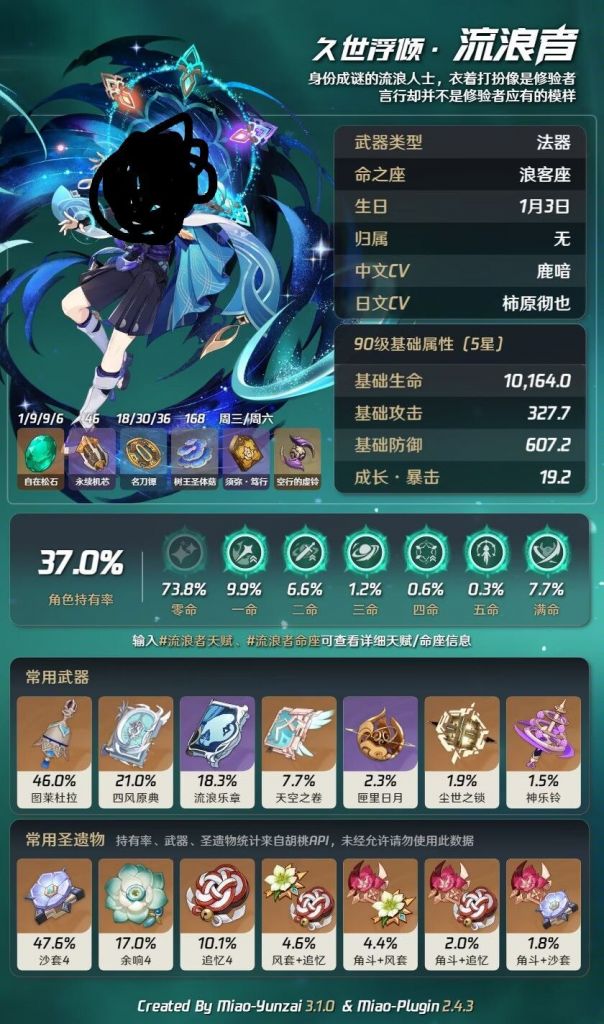 久世浮倾·流浪者
身份成谜的流浪人士，衣着打扮像是修验者
言行却并不是修验者应有的模样
武器类型 法器
命之座 浪客座
生日 1月3日
归属 无
中文CV 鹿喑
日文CV 柿原彻也
90级基础属性（5星）
基础生命 10,164.0
基础攻击 327.7
基础防御 607.2
成长·暴击 19.2
1/9/9/6 46 18/30/36 168 周三/周六
自在松石 永续机芯 名刀镡 树王圣体菇 须弥·笃行 空行的虚铃
37.0%
角色持有率
73.8% 9.9% 6.6% 1.2% 0.6% 0.3% 7.7%
零命 一命 二命 三命 四命 五命 满命
输入#流浪者天赋、#流浪者命座可查看详细天赋/命座信息
常用武器
46.0% 21.0% 18.3% 7.7% 2.3% 1.9% 1.5%
图莱杜拉 四风原典 流浪乐章 天空之卷 匣里日月 尘世之锁 神乐铃
常用圣遗物 持有率、武器、圣遗物统计来自胡桃API，未经允许请勿使用此数据
47.6% 17.0% 10.1% 4.6% 4.4% 2.0% 1.8%
沙套4 余响4 追忆4 风套+追忆 角斗+风套 角斗+追忆 角斗+沙套
Created By Miao-Yunzai 3.1.0 & Miao-Plugin 2.4.3